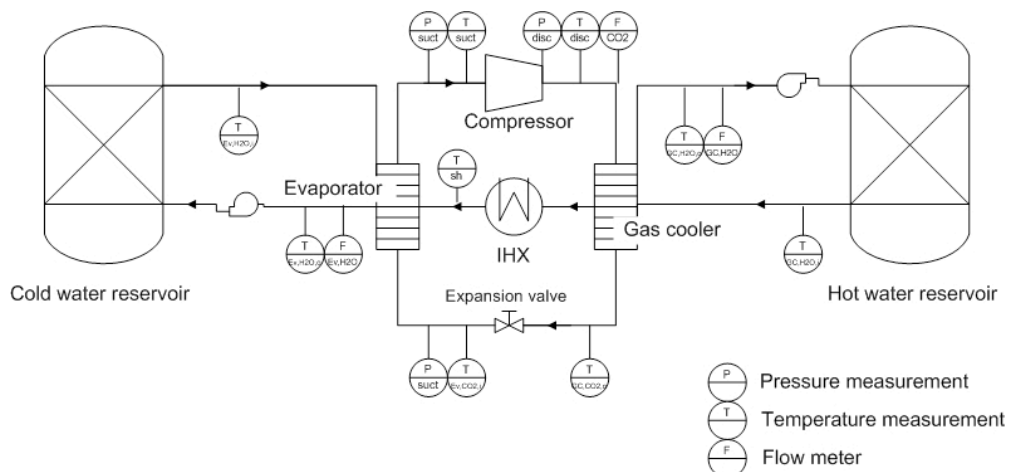 P
suct
T
suct
P
disc
T
disc
F
CO2
Compressor
T
Ev,H2O,i
T
GC,H2O,o
F
GC,H2O
Evaporator
T
sh
IHX
Gas cooler
T
Ev,H2O,o
F
Ev,H2O
T
GC,H2O,i
Cold water reservoir
Expansion valve
Hot water reservoir
P
suct
T
Ev,CO2,i
T
GC,CO2,o
P
Pressure measurement
T
Temperature measurement
F
Flow meter